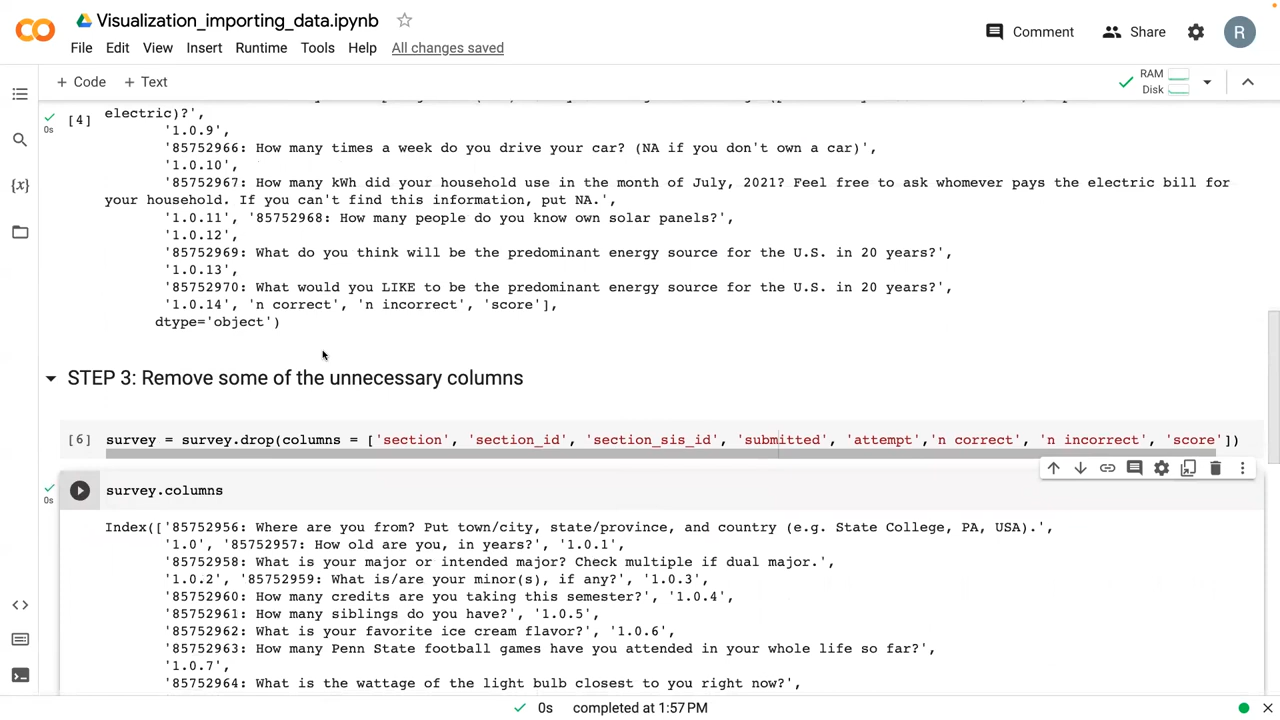 Visualization_importing_data.ipynb
File Edit View Insert Runtime Tools Help All changes saved
Comment
Share
R
+ Code + Text
RAM
Disk
[4]
0s
electric)?',
'1.0.9',
'85752966: How many times a week do you drive your car? (NA if you don't own a car)',
'1.0.10',
'85752967: How many kWh did your household use in the month of July, 2021? Feel free to ask whomever pays the electric bill for
your household. If you can't find this information, put NA.',
'1.0.11', '85752968: How many people do you know own solar panels?',
'1.0.12',
'85752969: What do you think will be the predominant energy source for the U.S. in 20 years?',
'1.0.13',
'85752970: What would you LIKE to be the predominant energy source for the U.S. in 20 years?',
'1.0.14', 'n correct', 'n incorrect', 'score'],
dtype='object')
STEP 3: Remove some of the unnecessary columns
[6] survey = survey.drop(columns = ['section', 'section_id', 'section_sis_id', 'submitted', 'attempt','n correct', 'n incorrect', 'score'])
0s
survey.columns
Index(['85752956: Where are you from? Put town/city, state/province, and country (e.g. State College, PA, USA).',
'1.0', '85752957: How old are you, in years?', '1.0.1',
'85752958: What is your major or intended major? Check multiple if dual major.',
'1.0.2', '85752959: What is/are your minor(s), if any?', '1.0.3',
'85752960: How many credits are you taking this semester?', '1.0.4',
'85752961: How many siblings do you have?', '1.0.5',
'85752962: What is your favorite ice cream flavor?', '1.0.6',
'85752963: How many Penn State football games have you attended in your whole life so far?',
'1.0.7',
'85752964: What is the wattage of the light bulb closest to you right now?',
0s completed at 1:57 PM